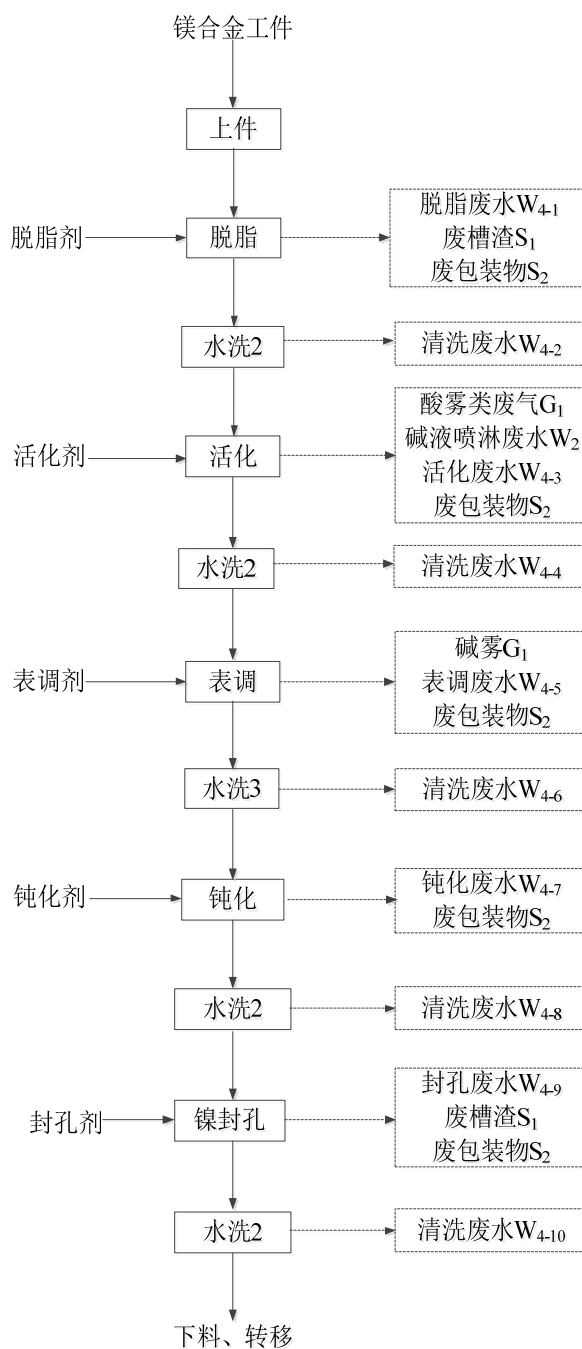 镁合金工件
上件
脱脂剂
脱脂
脱脂废水W4-1
废槽渣S1
废包装物S2
水洗2
清洗废水W4-2
活化剂
活化
酸雾类废气G1
碱液喷淋废水W2
活化废水W4-3
废包装物S2
水洗2
清洗废水W4-4
表调剂
表调
碱雾G1
表调废水W4-5
废包装物S2
水洗3
清洗废水W4-6
钝化剂
钝化
钝化废水W4-7
废包装物S2
水洗2
清洗废水W4-8
封孔剂
镍封孔
封孔废水W4-9
废槽渣S1
废包装物S2
水洗2
清洗废水W4-10
下料、转移